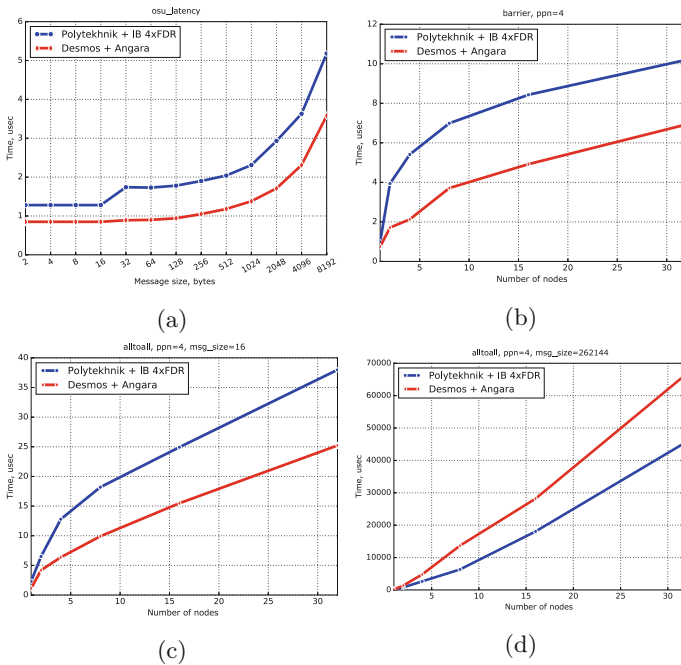 osu_latency
Polytekhnik + IB 4xFDR
Desmos + Angara
Time, usec
6
5
4
3
2
1
0
2 4 8 16 32 64 128 256 512 1024 2048 4096 8192
Message size, bytes
(a)
barrier, ppn=4
Polytekhnik + IB 4xFDR
Desmos + Angara
Time, usec
12
10
8
6
4
2
0
5 10 15 20 25 30
Number of nodes
(b)
alltoall, ppn=4, msg_size=16
Polytekhnik + IB 4xFDR
Desmos + Angara
Time, usec
40
35
30
25
20
15
10
5
0
5 10 15 20 25 30
Number of nodes
(c)
alltoall, ppn=4, msg_size=262144
Polytekhnik + IB 4xFDR
Desmos + Angara
Time, usec
70000
60000
50000
40000
30000
20000
10000
0
5 10 15 20 25 30
Number of nodes
(d)